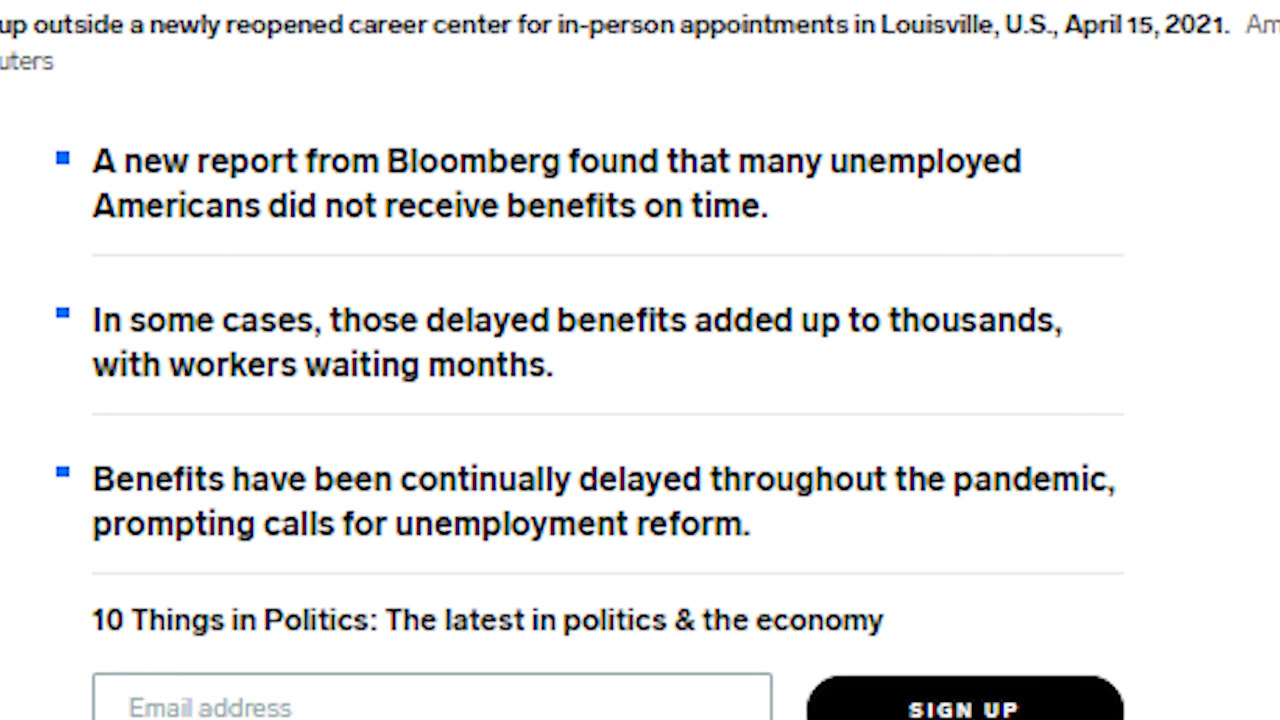 up outside a newly reopened career center for in-person appointments in Louisville, U.S., April 15, 2021. Am
uters
A new report from Bloomberg found that many unemployed
Americans did not receive benefits on time.
In some cases, those delayed benefits added up to thousands,
with workers waiting months.
Benefits have been continually delayed throughout the pandemic,
prompting calls for unemployment reform.
10 Things in Politics: The latest in politics & the economy
Email address
SIGN UP